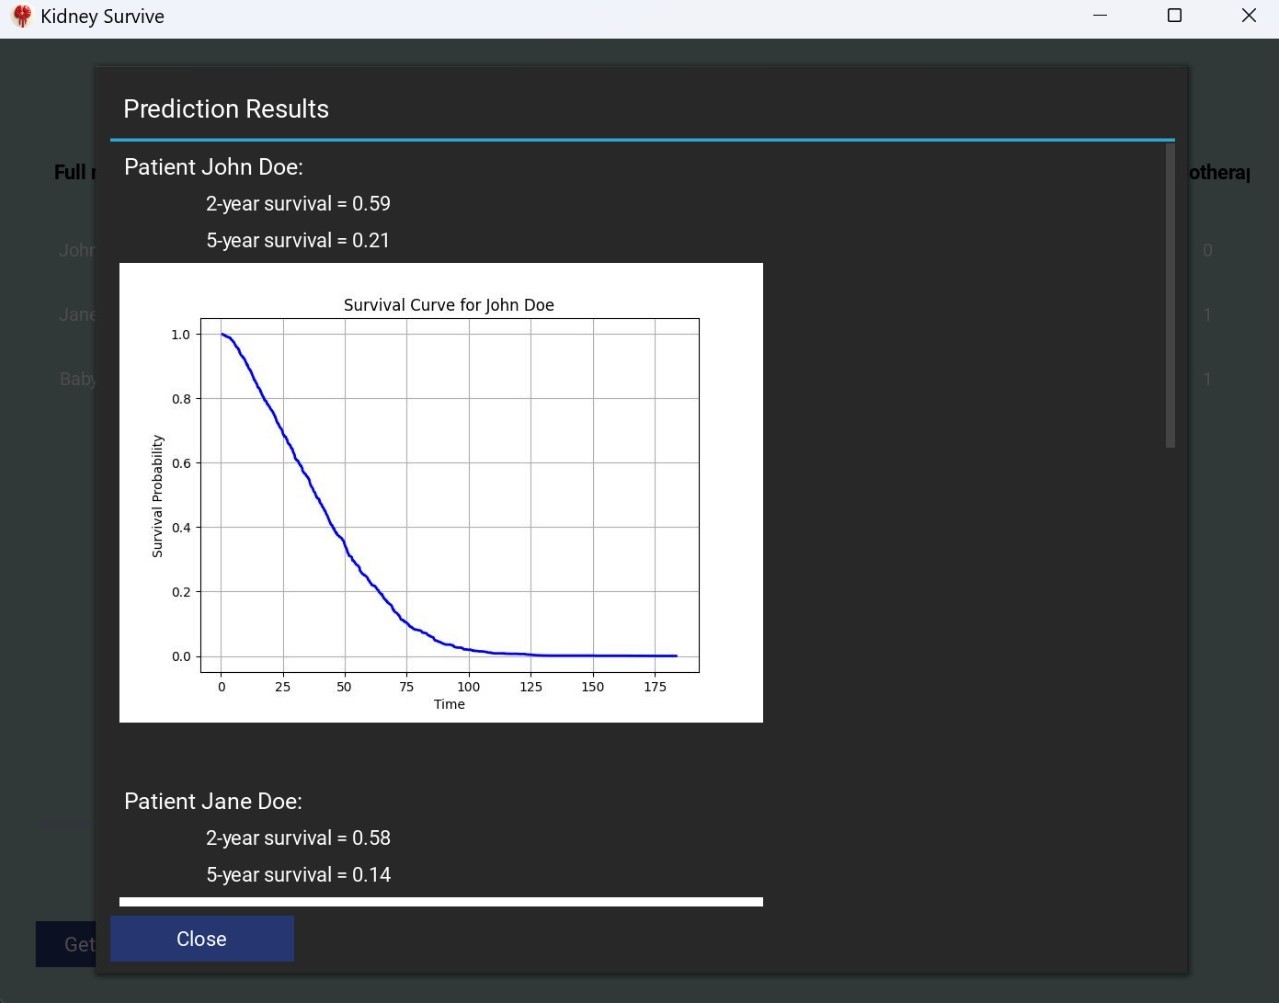 Kidney Survive
Prediction Results
Full
Patient John Doe:
2-year survival = 0.59
5-year survival = 0.21
John
0
Survival Curve for John Doe
1.0
0.8
0.6
0.4
0.2
0.0
Survival Probability
0 25 50 75 100 125 150 175
Time
Jane
1
Baby
1
Patient Jane Doe:
2-year survival = 0.58
5-year survival = 0.14
Get
Close